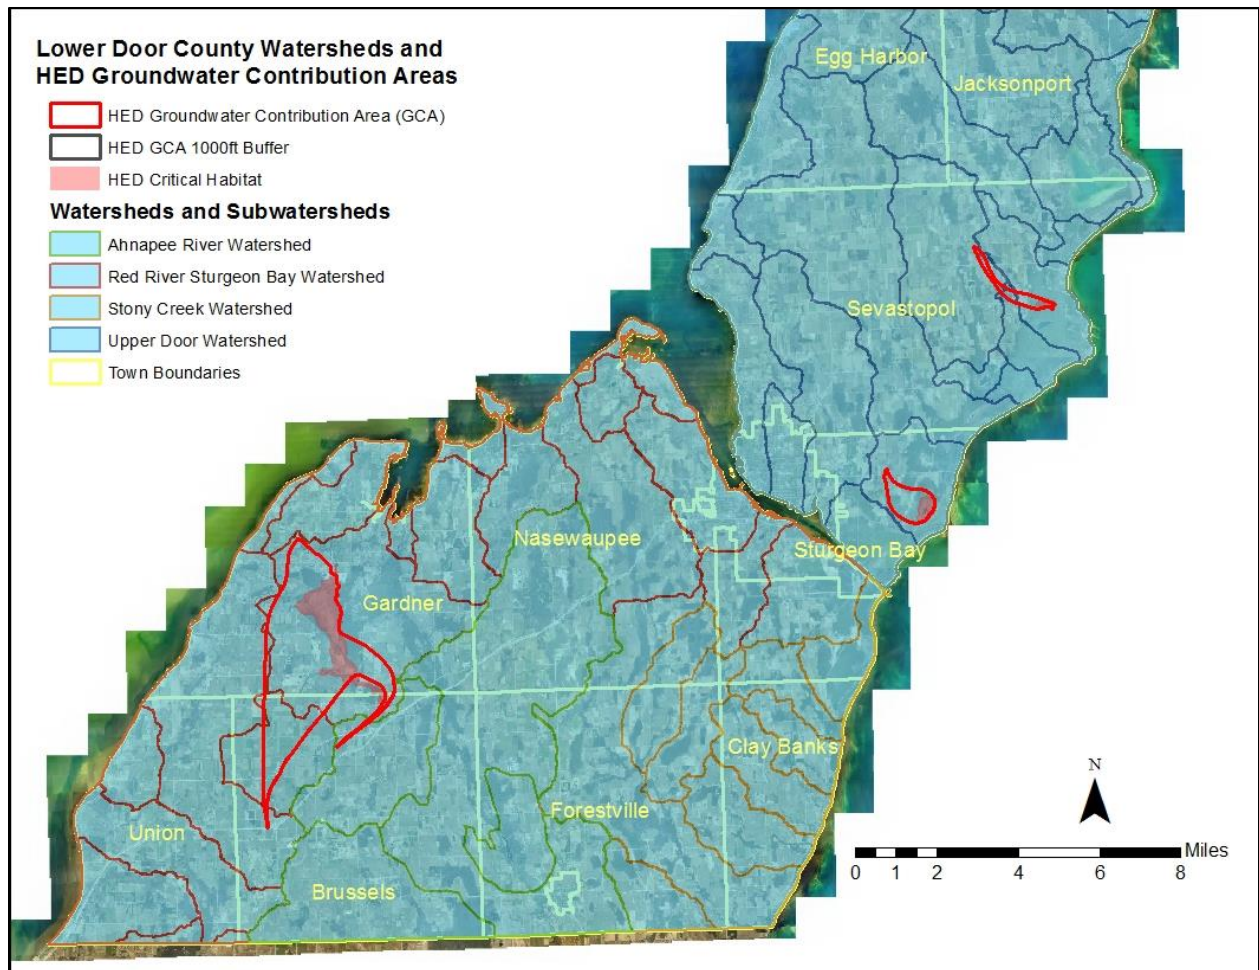 Lower Door County Watersheds and
HED Groundwater Contribution Areas
HED Groundwater Contribution Area (GCA)
HED GCA 1000ft Buffer
HED Critical Habitat
Watersheds and Subwatersheds
Ahnapee River Watershed
Red River Sturgeon Bay Watershed
Stony Creek Watershed
Upper Door Watershed
Town Boundaries
Egg Harbor
Jacksonport
Sevastopol
Nasewaupee
Sturgeon Bay
Gardner
Clay Banks
Forestville
Union
Brussels
N
Miles
0 1 2 4 6 8